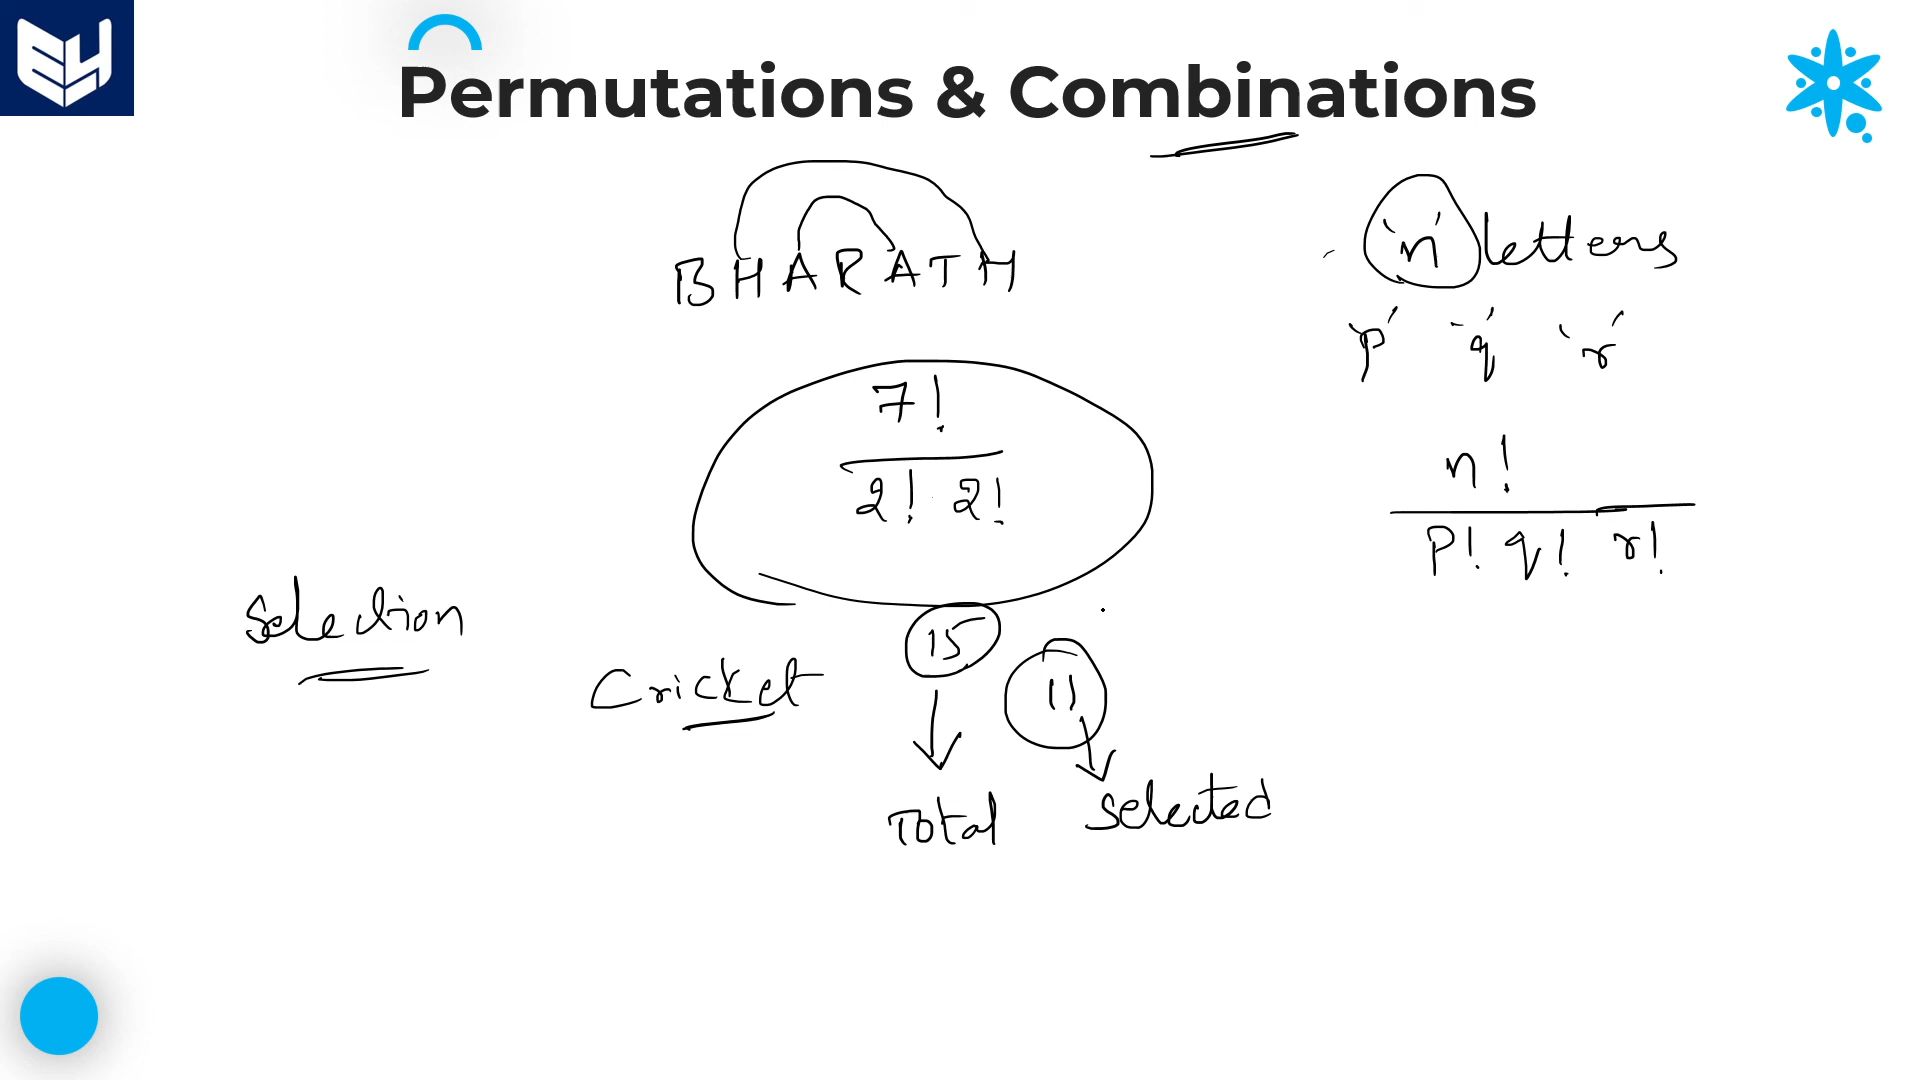 Permutations & Combinations
BHARATH
'n' letters
'p' 'q' 'r'
7!
2! 2!
n!
p! q! r!
Selection
Cricket 15 11
Total Selected